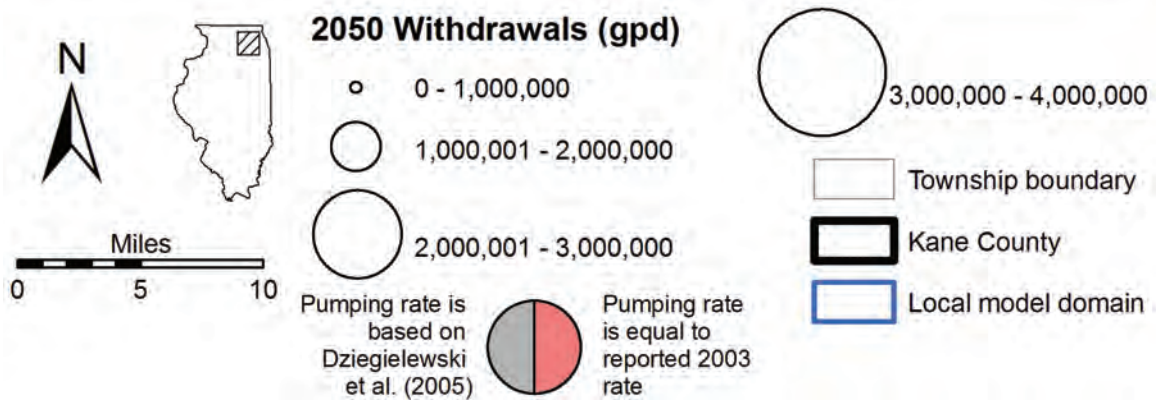 N
2050 Withdrawals (gpd)
0 - 1,000,000
1,000,001 - 2,000,000
2,000,001 - 3,000,000
3,000,000 - 4,000,000
Township boundary
Kane County
Local model domain
Miles
0 5 10
Pumping rate is
based on
Dziegielewski
et al. (2005)
Pumping rate
is equal to
reported 2003
rate